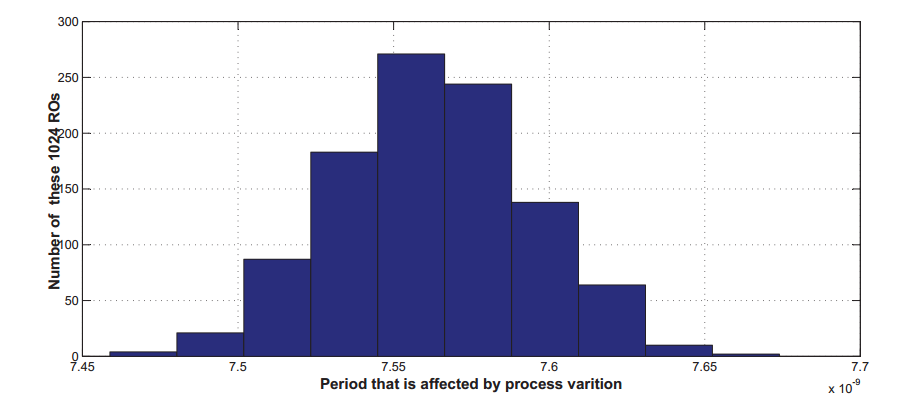 300
250
200
150
100
50
0
Number of these 1024 ROs
7.45 7.5 7.55 7.6 7.65 7.7
Period that is affected by process varition
x 10⁻⁹